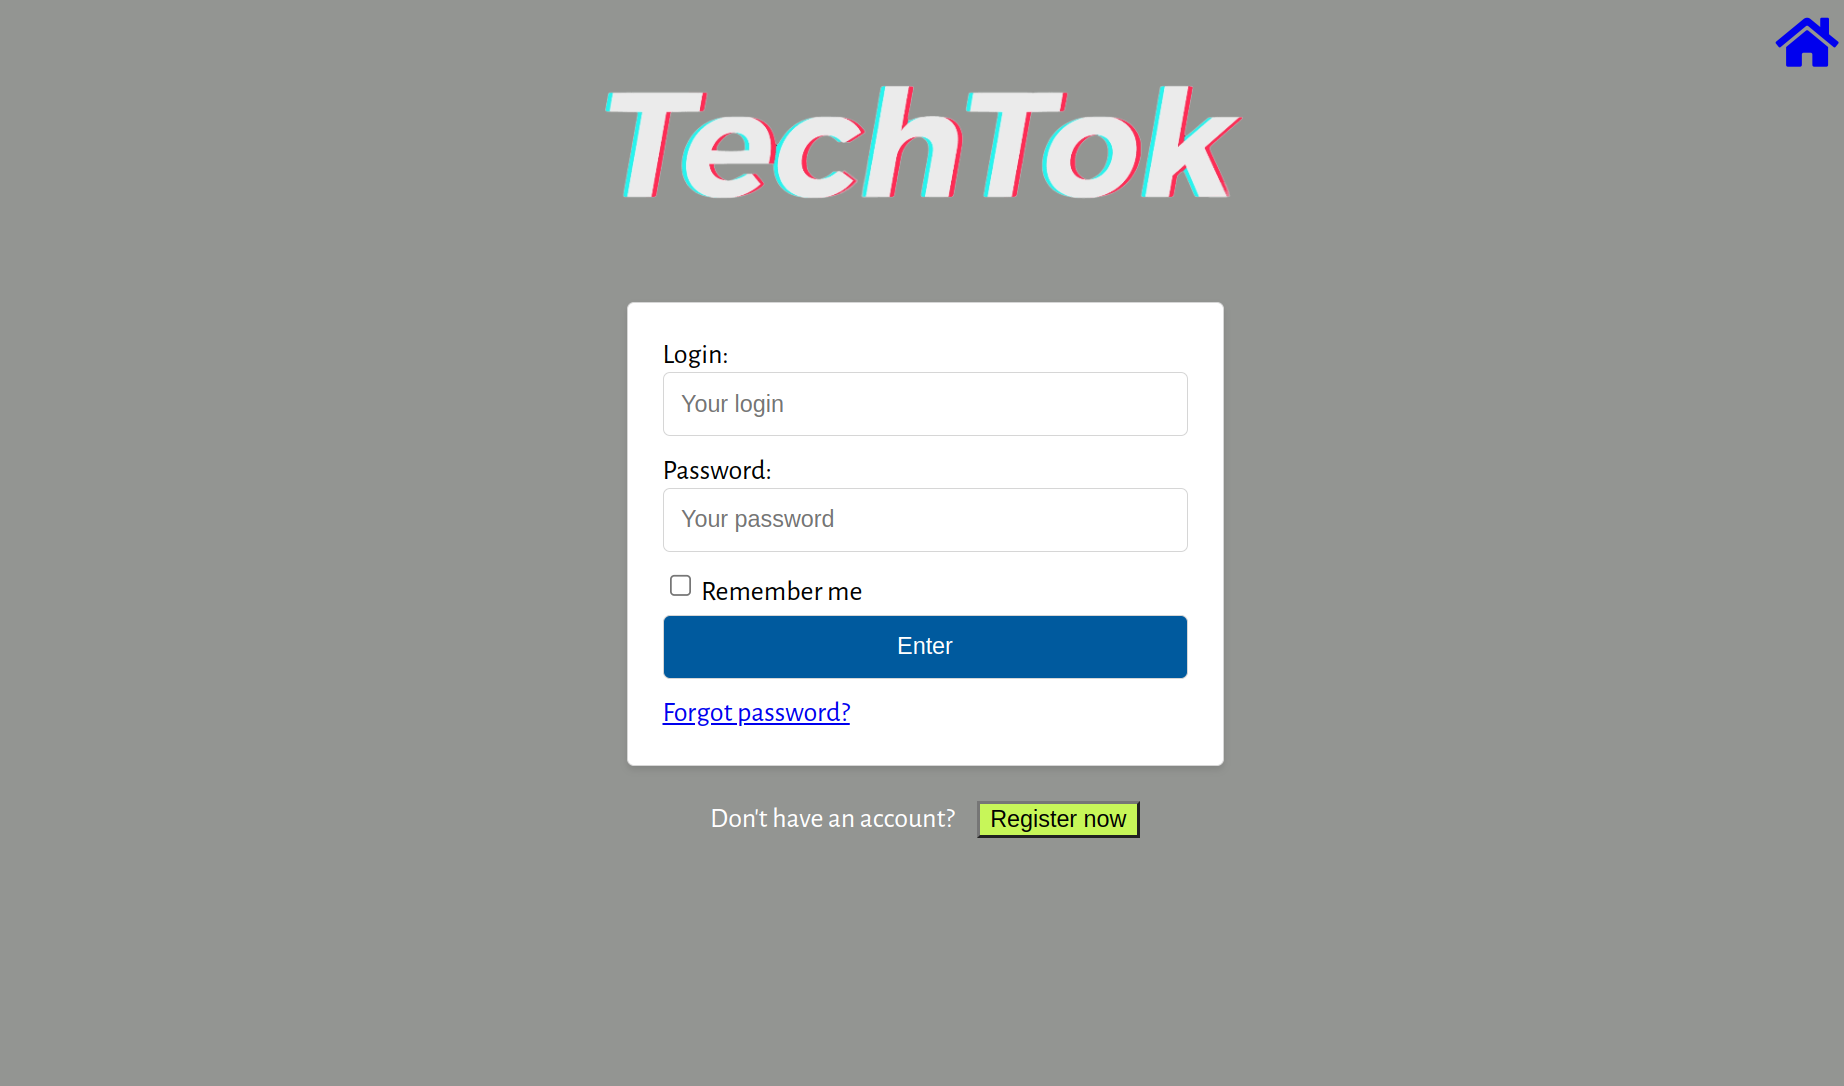 TechTok
Login:
Your login
Password:
Your password
Remember me
Enter
Forgot password?
Don't have an account? Register now